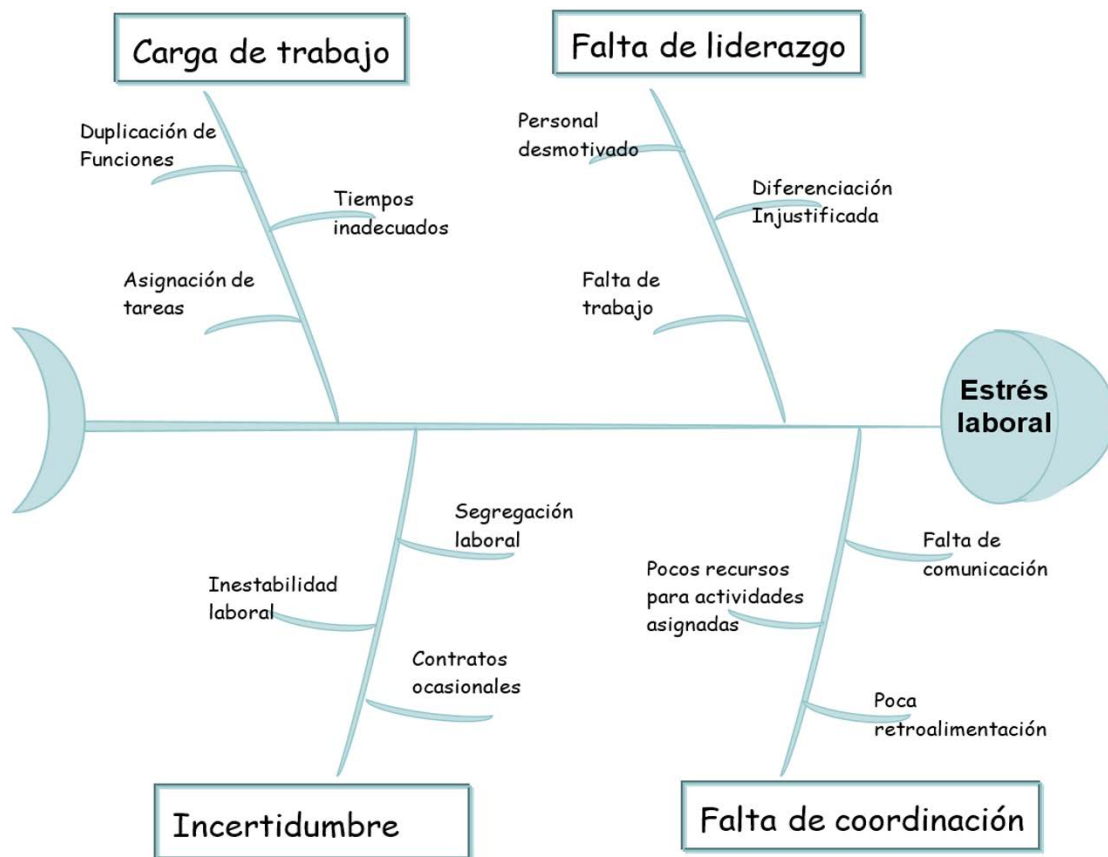 Carga de trabajo
Falta de liderazgo
Duplicación de
Funciones
Tiempos
inadecuados
Asignación de
tareas
Personal
desmotivado
Diferenciación
Injustificada
Falta de
trabajo
Estrés
laboral
Segregación
laboral
Inestabilidad
laboral
Contratos
ocasionales
Falta de
comunicación
Pocos recursos
para actividades
asignadas
Poca
retroalimentación
Incertidumbre
Falta de coordinación